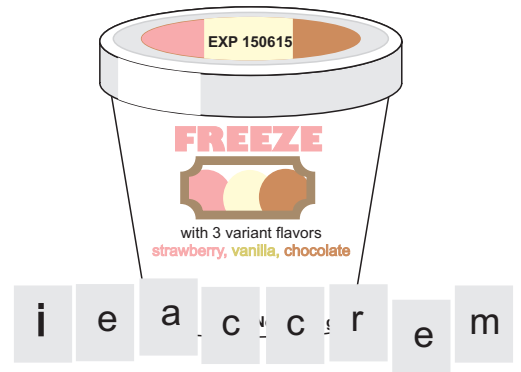 EXP 150615
FREEZE
with 3 variant flavors
strawberry, vanilla, chocolate
i e a c c r e m